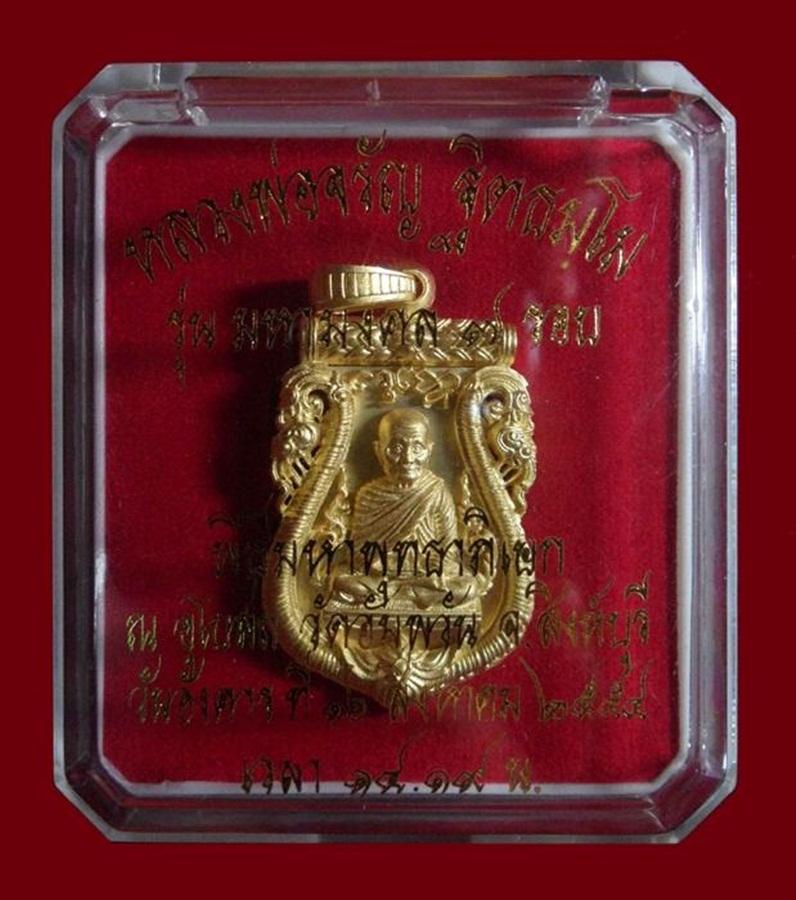 หลวงพ่อจรัญ ฐิตธมฺโม
รุ่น มหามงคล ๗ รอบ
พิธีมหาพุทธาภิเษก
ณ อุโบสถ วัดอัมพวัน จ.สิงห์บุรี
วันอังคาร ที่ ๑๖ สิงหาคม ๒๕๕๔
เวลา ๑๔.๑๙ น.